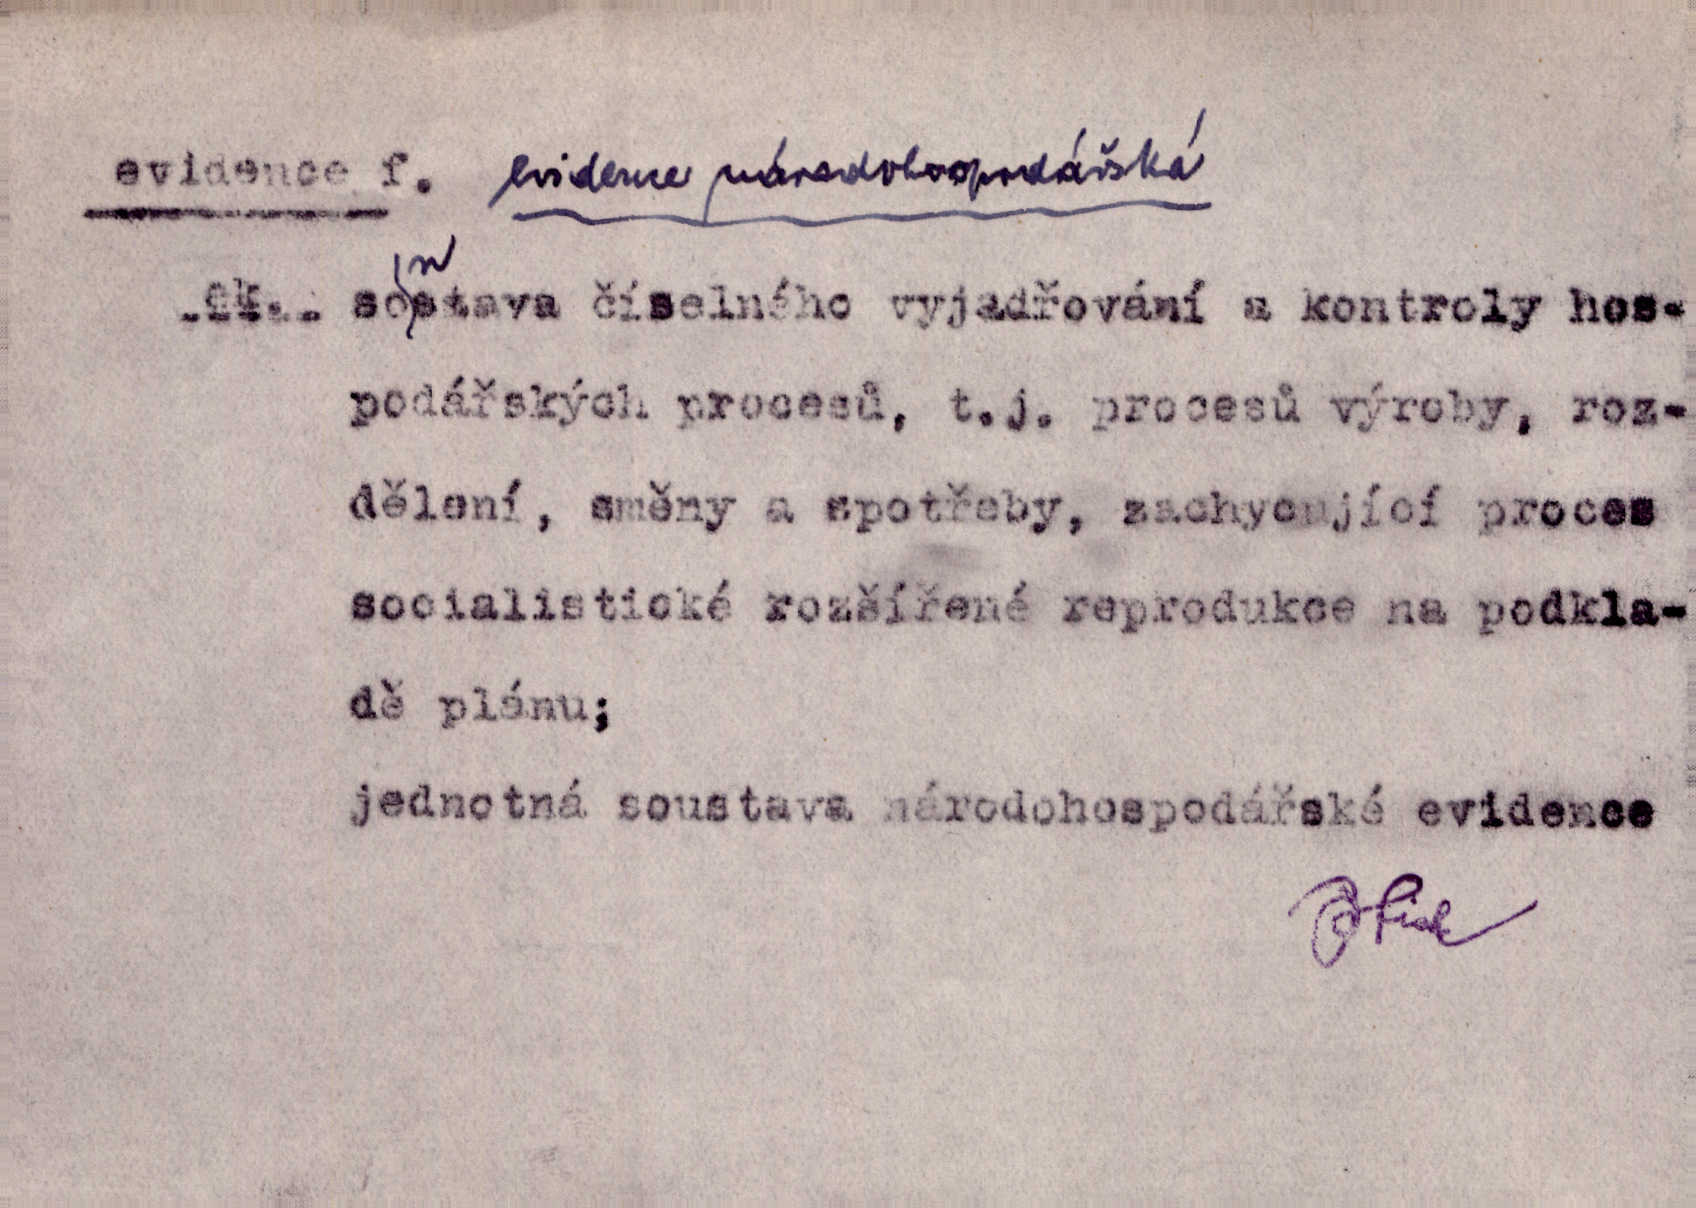 evidence f. evidence národohospodářská
ek. soustava číselného vyjadřování a kontroly hos-
podářských procesů, t.j. procesů výroby, roz-
dělení, směny a spotřeby, zachycující proces
socialistické rozšířené reprodukce na podkla-
dě plánu;
jednotná soustava národohospodářské evidence